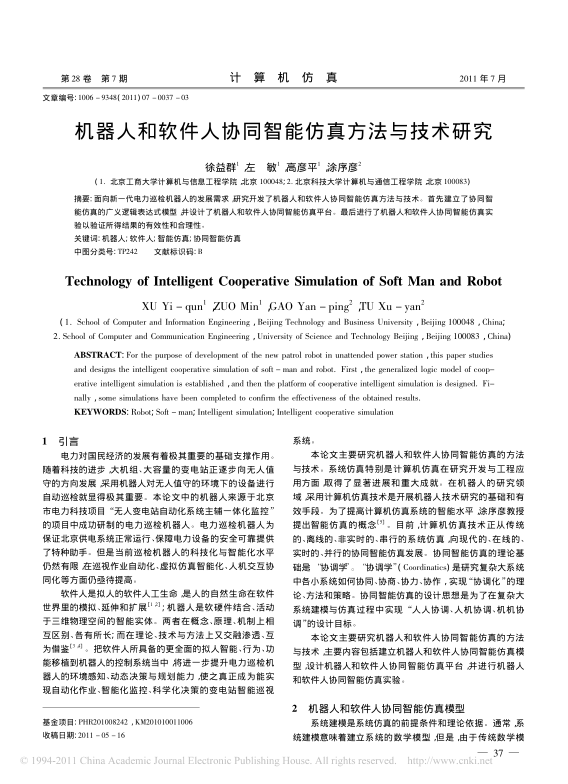 第 28 卷 第 7 期
计 算 机 仿 真
2011 年 7 月
文章编号: 1006 - 9348( 2011) 07 - 0037 - 03
机器人和软件人协同智能仿真方法与技术研究
徐益群1 ,左 敏1 ,高彦平1 ,涂序彦2
( 1. 北京工商大学计算机与信息工程学院,北京 100048; 2. 北京科技大学计算机与通信工程学院,北京 100083)
摘要: 面向新一代电力巡检机器人的发展需求,研究开发了机器人和软件人协同智能仿真方法与技术。首先建立了协同智
能仿真的广义逻辑表达式模型,并设计了机器人和软件人协同智能仿真平台。最后进行了机器人和软件人协同智能仿真实
验以验证所得结果的有效性和合理性。
关键词: 机器人; 软件人; 智能仿真; 协同智能仿真
中图分类号: TP242 文献标识码: B
Technology of Intelligent Cooperative Simulation of Soft Man and Robot
XU Yi - qun1 ,ZUO Min1 ,GAO Yan - ping2 ,TU Xu - yan2
( 1. School of Computer and Information Engineering , Beijing Technology and Business University , Beijing 100048 , China;
2. School of Computer and Communication Engineering , University of Science and Technology Beijing , Beijing 100083 , China)
ABSTRACT: For the purpose of development of the new patrol robot in unattended power station , this paper studies
and designs the intelligent cooperative simulation of soft - man and robot. First , the generalized logic model of coop-
erative intelligent simulation is established , and then the platform of cooperative intelligent simulation is designed. Fi-
nally , some simulations have been completed to confirm the effectiveness of the obtained results.
KEYWORDS: Robot; Soft - man; Intelligent simulation; Intelligent cooperative simulation
1 引言
电力对国民经济的发展有着极其重要的基础支撑作用。
随着科技的进步,大机组、大容量的变电站正逐步向无人值
守的方向发展,采用机器人对无人值守的环境下的设备进行
自动巡检就显得极其重要。本论文中的机器人来源于北京
市电力科技项目“无人变电站自动化系统主辅一体化监控”
的项目中成功研制的电力巡检机器人。电力巡检机器人为
保证北京供电系统正常运行、保障电力设备的安全可靠提供
了特种助手。但是当前巡检机器人的科技化与智能化水平
仍然有限,在巡视作业自动化、虚拟仿真智能化、人机交互协
同化等方面仍亟待提高。
软件人是拟人的软件人工生命,是人的自然生命在软件
世界里的模拟、延伸和扩展[1 2]; 机器人是软硬件结合、活动
于三维物理空间的智能实体。两者在概念、原理、机制上相
互区别、各有所长; 而在理论、技术与方法上又交融渗透、互
为借鉴[3 4]。把软件人所具备的更全面的拟人智能、行为、功
能移植到机器人的控制系统当中,将进一步提升电力巡检机
器人的环境感知、动态决策与规划能力,使之真正成为能实
现自动化作业、智能化监控、科学化决策的变电站智能巡视
基金项目: PHR201008242 , KM201010011006
收稿日期: 2011 - 05 - 16
系统。
本论文主要研究机器人和软件人协同智能仿真的方法
与技术。系统仿真特别是计算机仿真在研究开发与工程应
用方面,取得了显著进展和重大成就。在机器人的研究领
域,采用计算机仿真技术是开展机器人技术研究的基础和有
效手段。为了提高计算机仿真系统的智能水平,涂序彦教授
提出智能仿真的概念[5]。目前,计算机仿真技术正从传统
的、离线的、非实时的、串行的系统仿真,向现代的、在线的、
实时的、并行的协同智能仿真发展。协同智能仿真的理论基
础是“协调学”。“协调学”( Coordinatics) 是研究复杂大系统
中各小系统如何协同、协商、协力、协作,实现“协调化”的理
论、方法和策略。协同智能仿真的设计思想是为了在复杂大
系统建模与仿真过程中实现“人人协调、人机协调、机机协
调”的设计目标。
本论文主要研究机器人和软件人协同智能仿真的方法
与技术,主要内容包括建立机器人和软件人协同智能仿真模
型,设计机器人和软件人协同智能仿真平台,并进行机器人
和软件人协同智能仿真实验。
2 机器人和软件人协同智能仿真模型
系统建模是系统仿真的前提条件和理论依据。通常,系
统建模意味着建立系统的数学模型,但是,由于传统数学模
— 37 —
© 1994-2011 China Academic Journal Electronic Publishing House. All rights reserved. http://www.cnki.net